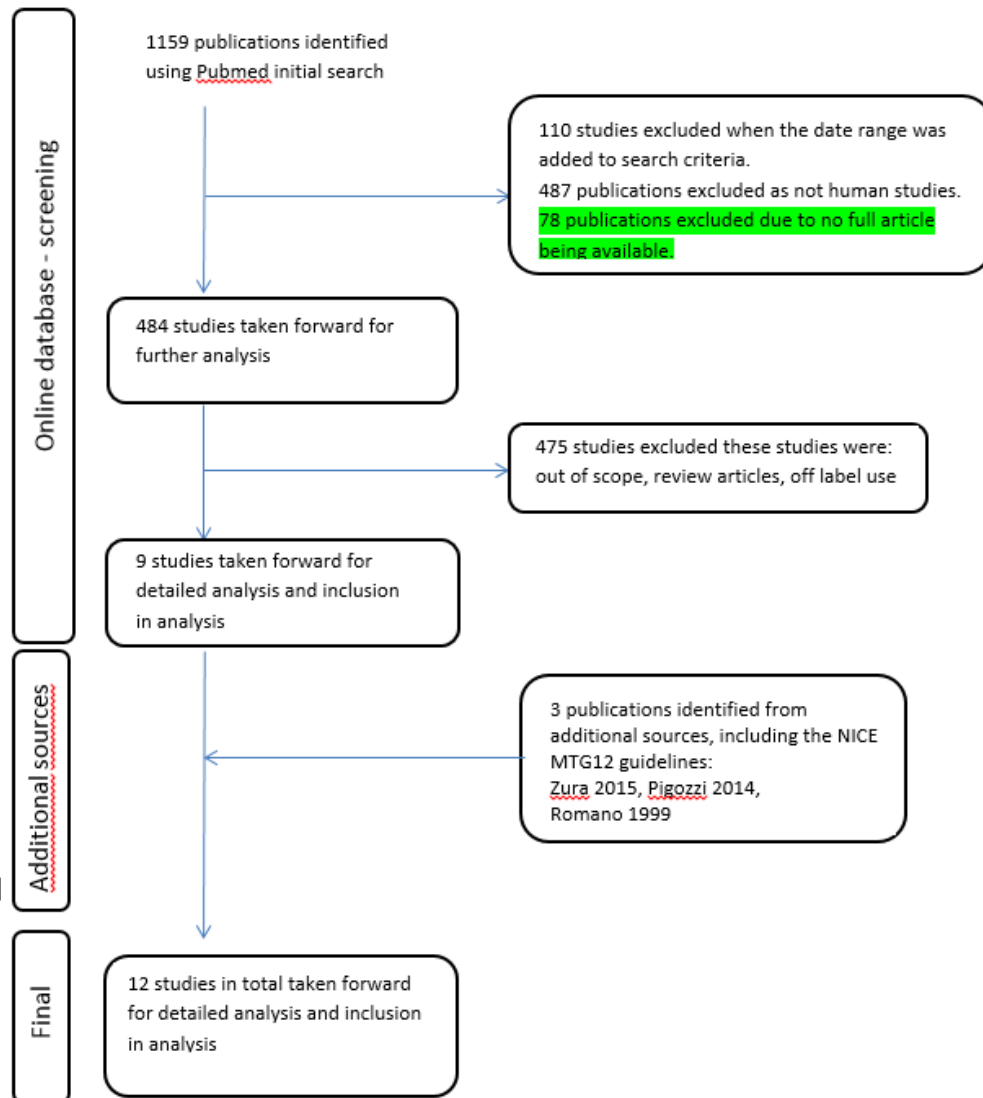 Online database - screening
1159 publications identified
using Pubmed initial search
110 studies excluded when the date range was
added to search criteria.
487 publications excluded as not human studies.
78 publications excluded due to no full article
being available.
484 studies taken forward for
further analysis
475 studies excluded these studies were:
out of scope, review articles, off label use
9 studies taken forward for
detailed analysis and inclusion
in analysis
Additional sources
3 publications identified from
additional sources, including the NICE
MTG12 guidelines:
Zura 2015, Pigozzi 2014,
Romano 1999
Final
12 studies in total taken forward
for detailed analysis and inclusion
in analysis